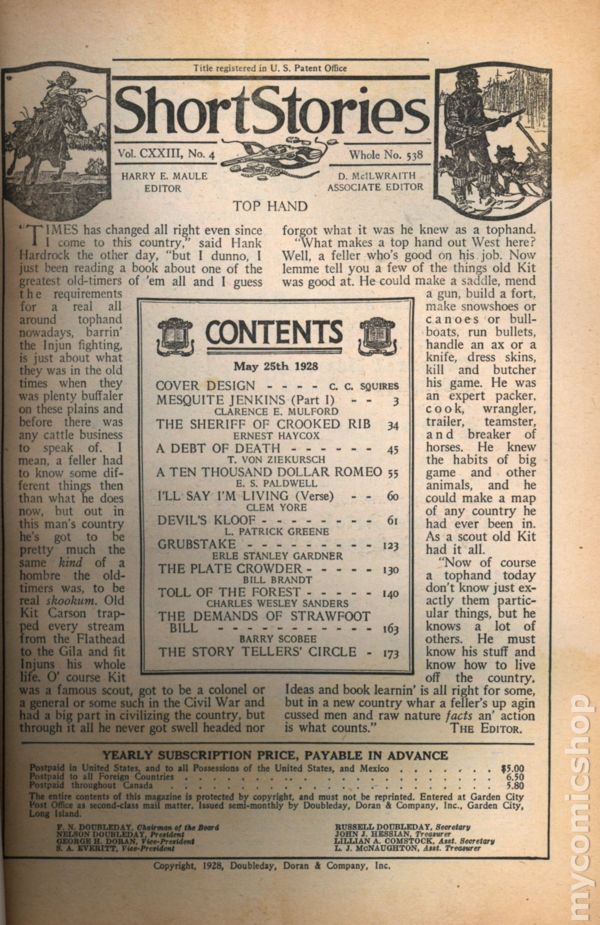 Title registered in U. S. Patent Office
Short Stories
Vol. CXXIII, No. 4
Whole No. 538
HARRY E. MAULE
EDITOR
D. McILWRAITH
ASSOCIATE EDITOR
TOP HAND
"TIMES has changed all right even since
I come to this country," said Hank
Hardrock the other day, "but I dunno, I
just been reading a book about one of the
greatest old-timers of 'em all and I guess
the requirements
for a real all
around tophand
nowadays, barrin'
the Injun fighting,
is just about what
they was in the old
times when they
was plenty buffaler
on these plains and
before there was
any cattle business
to speak of. I
mean, a feller had
to know some dif-
ferent things then
than what he does
now, but out in
this man's country
he's got to be
pretty much the
same kind of a
hombre the old-
timers was, to be
real skookum. Old
Kit Carson trap-
ped every stream
from the Flathead
to the Gila and fit
Injuns his whole
life. O' course Kit
was a famous scout, got to be a colonel or
a general or some such in the Civil War and
had a big part in civilizing the country, but
through it all he never got swell headed nor
forgot what it was he knew as a tophand.
"What makes a top hand out West here?
Well, a feller who's good on his job. Now
lemme tell you a few of the things old Kit
was good at. He could make a saddle, mend
a gun, build a fort,
make snowshoes or
canoes or bull-
boats, run bullets,
handle an ax or a
knife, dress skins,
kill and butcher
his game. He was
an expert packer,
cook, wrangler,
trailer, teamster,
and breaker of
horses. He knew
the habits of big
game and other
animals, and he
could make a map
of any country he
had ever been in.
As a scout old Kit
had it all.
"Now of course
a tophand today
don't know just ex-
actly them partic-
ular things, but he
knows a lot of
others. He must
know his stuff and
know how to live
off the country.
Ideas and book learnin' is all right for some,
but in a new country whar a feller's up agin
cussed men and raw nature facts an' action
is what counts."   THE EDITOR.
CONTENTS
May 25th 1928
COVER DESIGN - - - - C. C. SQUIRES
MESQUITE JENKINS (Part I) - - 3
CLARENCE E. MULFORD
THE SHERIFF OF CROOKED RIB 34
ERNEST HAYCOX
A DEBT OF DEATH - - - - - - 45
T. VON ZIEKURSCH
A TEN THOUSAND DOLLAR ROMEO 55
E. S. PALDWELL
I'LL SAY I'M LIVING (Verse) - - 60
CLEM YORE
DEVIL'S KLOOF - - - - - - - - 61
L. PATRICK GREENE
GRUBSTAKE - - - - - - - - - 123
ERLE STANLEY GARDNER
THE PLATE CROWDER - - - - - 130
BILL BRANDT
TOLL OF THE FOREST - - - - - 140
CHARLES WESLEY SANDERS
THE DEMANDS OF STRAWFOOT
BILL - - - - - - - - - - - 163
BARRY SCOBEE
THE STORY TELLERS' CIRCLE - 173
YEARLY SUBSCRIPTION PRICE, PAYABLE IN ADVANCE
Postpaid in United States, and to all Possessions of the United States, and Mexico . . . . . . . $5.00
Postpaid to all Foreign Countries . . . . . . . 6.50
Postpaid throughout Canada . . . . . . . 5.80
The entire contents of this magazine is protected by copyright, and must not be reprinted. Entered at Garden City
Post Office as second-class mail matter. Issued semi-monthly by Doubleday, Doran & Company, Inc., Garden City,
Long Island.
F. N. DOUBLEDAY, Chairman of the Board
NELSON DOUBLEDAY, President
GEORGE H. DORAN, Vice-President
S. A. EVERITT, Vice-President
RUSSELL DOUBLEDAY, Secretary
JOHN J. HESSIAN, Treasurer
LILLIAN A. COMSTOCK, Asst. Secretary
L. J. McNAUGHTON, Asst. Treasurer
Copyright, 1928, Doubleday, Doran & Company, Inc.
mycomicshop